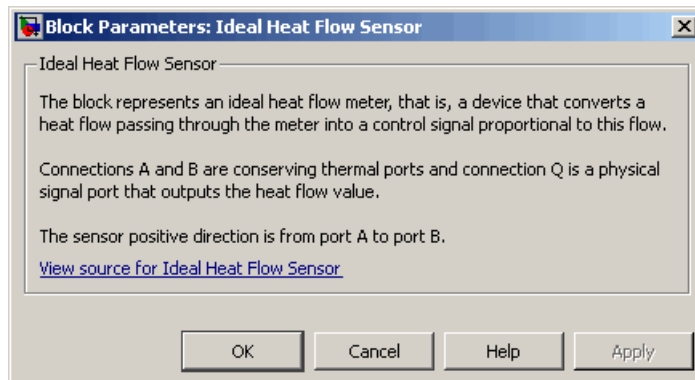 Block Parameters: Ideal Heat Flow Sensor
Ideal Heat Flow Sensor
The block represents an ideal heat flow meter, that is, a device that converts a
heat flow passing through the meter into a control signal proportional to this flow.
Connections A and B are conserving thermal ports and connection Q is a physical
signal port that outputs the heat flow value.
The sensor positive direction is from port A to port B.
View source for Ideal Heat Flow Sensor
OK Cancel Help Apply